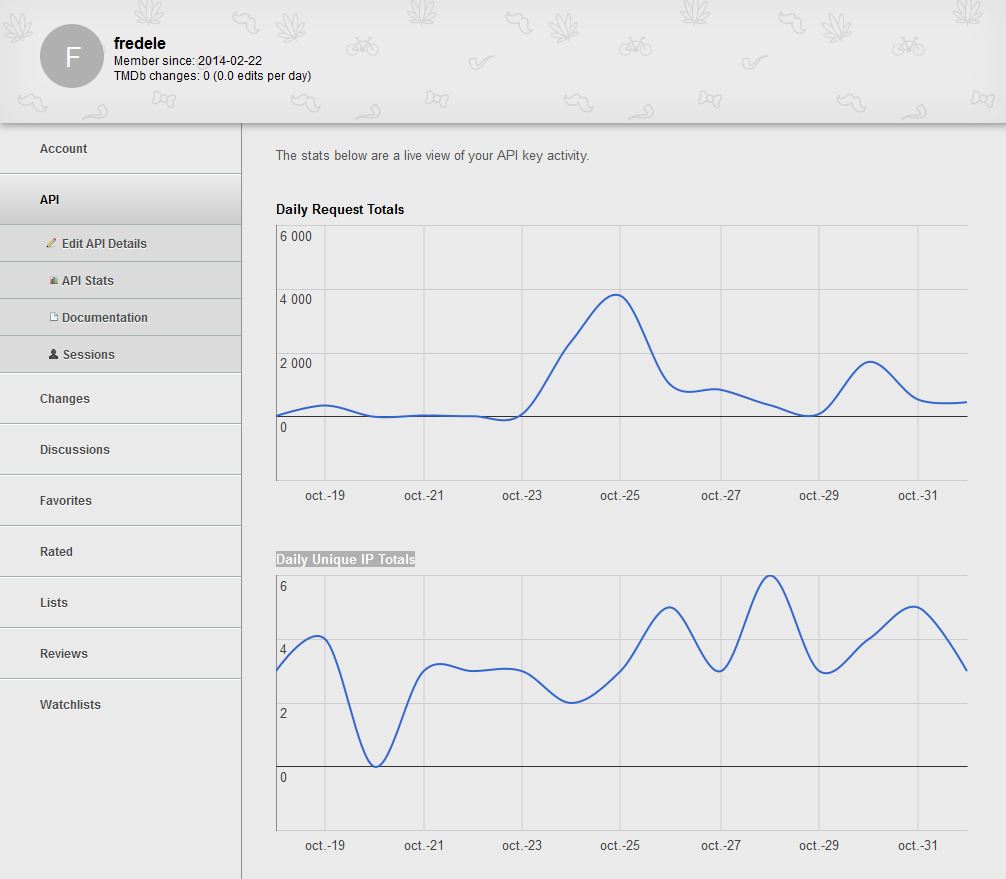 F
fredele
Member since: 2014-02-22
TMDb changes: 0 (0.0 edits per day)
Account
API
Edit API Details
API Stats
Documentation
Sessions
Changes
Discussions
Favorites
Rated
Lists
Reviews
Watchlists
The stats below are a live view of your API key activity.
Daily Request Totals
6 000
4 000
2 000
0
oct.-19 oct.-21 oct.-23 oct.-25 oct.-27 oct.-29 oct.-31
Daily Unique IP Totals
6
4
2
0
oct.-19 oct.-21 oct.-23 oct.-25 oct.-27 oct.-29 oct.-31